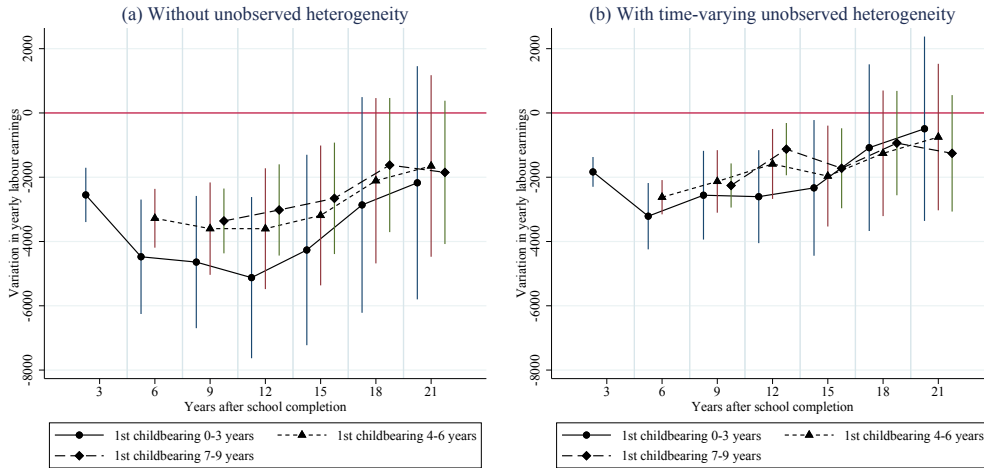 (a) Without unobserved heterogeneity
Variation in yearly labour earnings
2000
0
-2000
-4000
-6000
-8000
3 6 9 12 15 18 21
Years after school completion
1st childbearing 0-3 years 1st childbearing 4-6 years
1st childbearing 7-9 years
(b) With time-varying unobserved heterogeneity
Variation in yearly labour earnings
2000
0
-2000
-4000
-6000
-8000
3 6 9 12 15 18 21
Years after school completion
1st childbearing 0-3 years 1st childbearing 4-6 years
1st childbearing 7-9 years